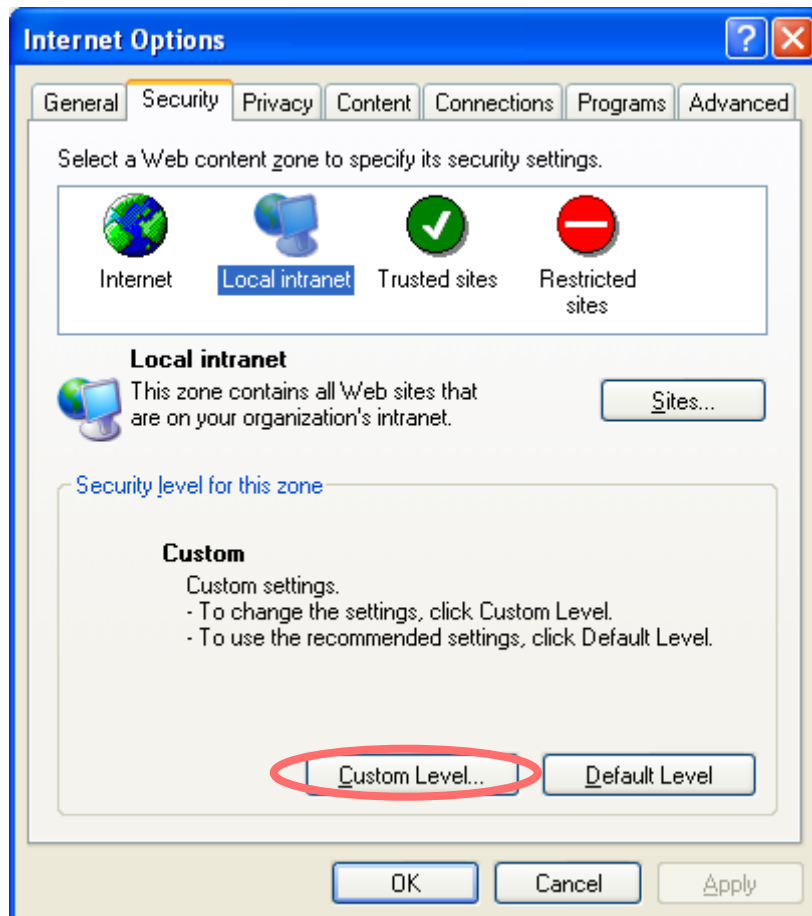 Internet Options
General Security Privacy Content Connections Programs Advanced
Select a Web content zone to specify its security settings.
Internet Local intranet Trusted sites Restricted
sites
Local intranet
This zone contains all Web sites that
are on your organization's intranet.
Sites...
Security level for this zone
Custom
Custom settings.
- To change the settings, click Custom Level.
- To use the recommended settings, click Default Level.
Custom Level... Default Level
OK Cancel Apply